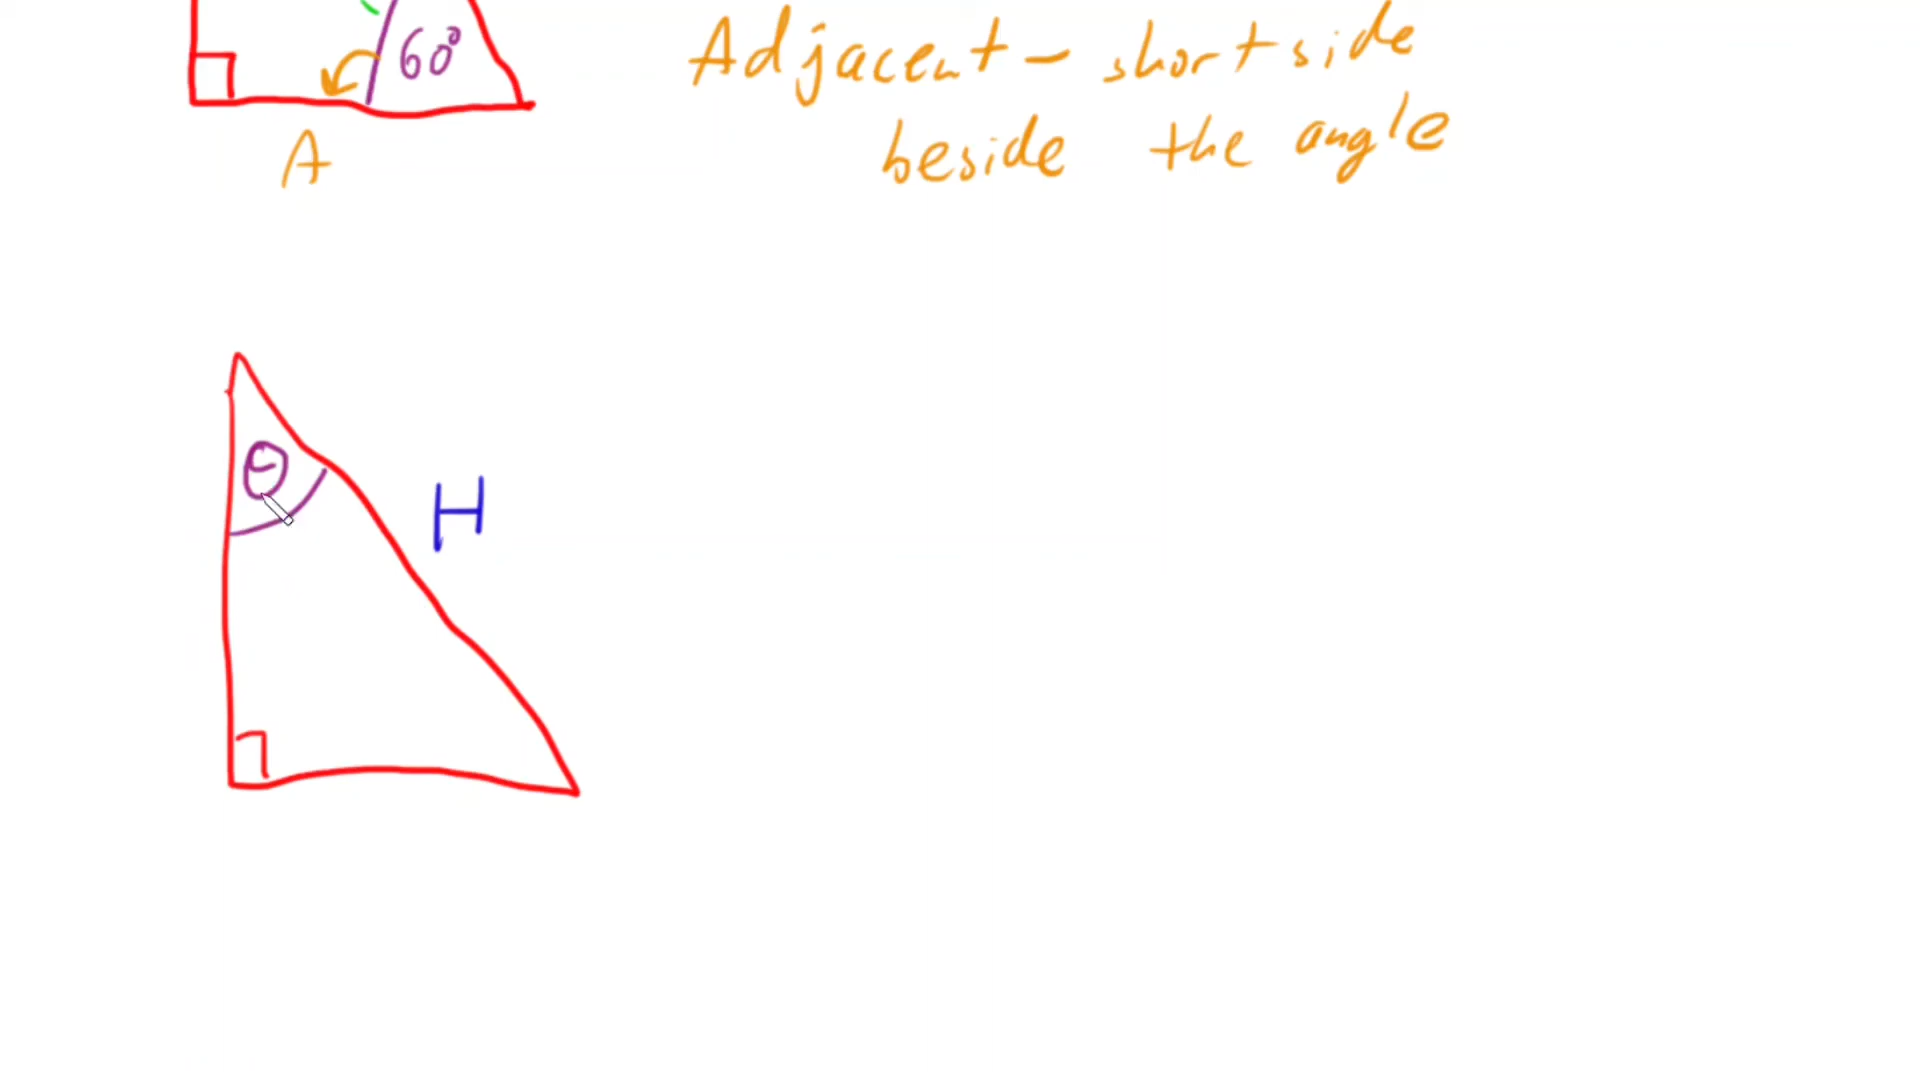 60°
Adjacent - short side
beside the angle
A
θ
H